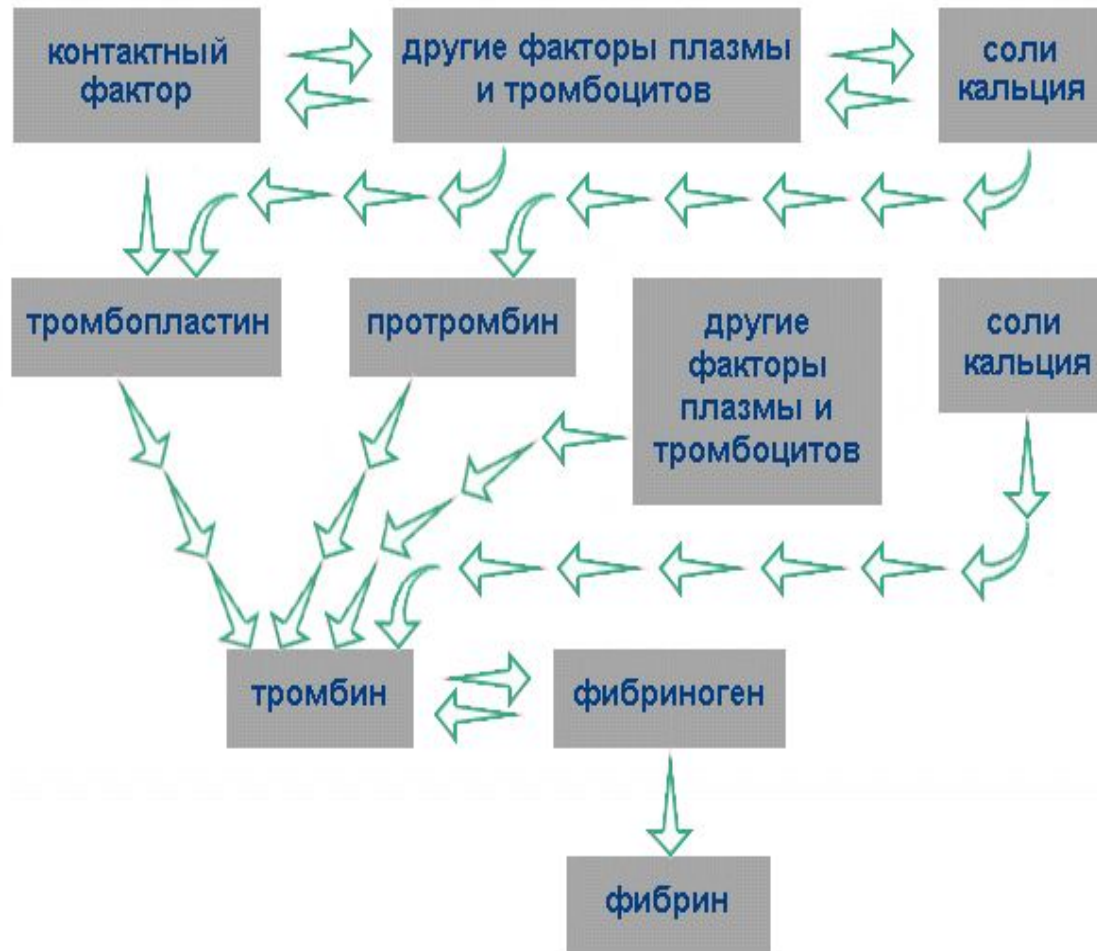 контактный
фактор
другие факторы плазмы
и тромбоцитов
соли
кальция
тромбопластин
протромбин
другие
факторы
плазмы и
тромбоцитов
соли
кальция
тромбин
фибриноген
фибрин